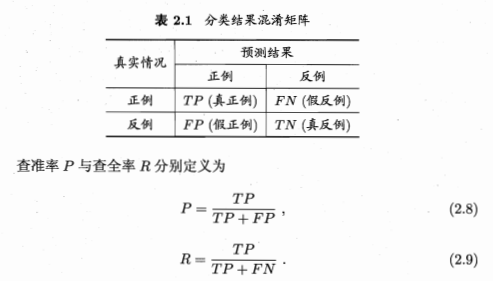 表 2.1 分类结果混淆矩阵
真实情况 预测结果
正例 反例
正例 TP (真正例) FN (假反例)
反例 FP (假正例) TN (真反例)
查准率 P 与查全率 R 分别定义为
P = TP / (TP + FP) , (2.8)
R = TP / (TP + FN) . (2.9)